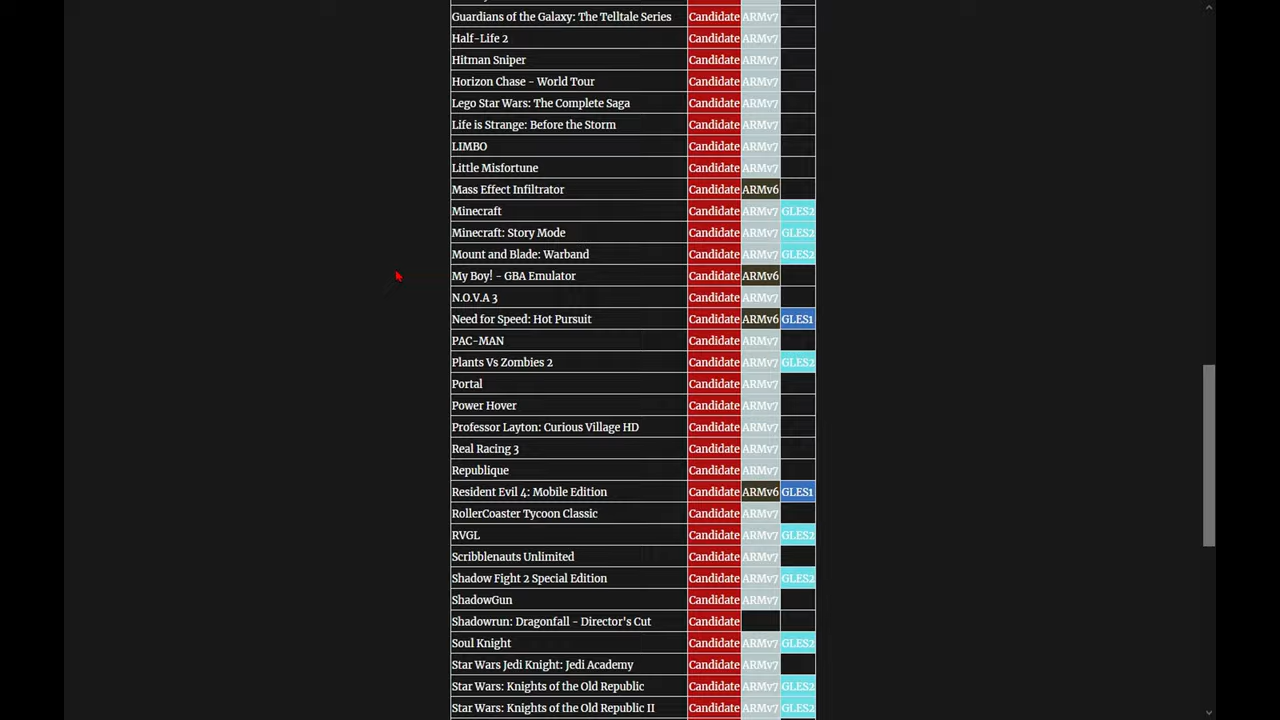 Guardians of the Galaxy: The Telltale Series Candidate ARMv7
Half-Life 2 Candidate ARMv7
Hitman Sniper Candidate ARMv7
Horizon Chase - World Tour Candidate ARMv7
Lego Star Wars: The Complete Saga Candidate ARMv7
Life is Strange: Before the Storm Candidate ARMv7
LIMBO Candidate ARMv7
Little Misfortune Candidate ARMv7
Mass Effect Infiltrator Candidate ARMv6
Minecraft Candidate ARMv7 GLES2
Minecraft: Story Mode Candidate ARMv7 GLES2
Mount and Blade: Warband Candidate ARMv7 GLES2
My Boy! - GBA Emulator Candidate ARMv6
N.O.V.A 3 Candidate ARMv7
Need for Speed: Hot Pursuit Candidate ARMv6 GLES1
PAC-MAN Candidate ARMv7
Plants Vs Zombies 2 Candidate ARMv7 GLES2
Portal Candidate ARMv7
Power Hover Candidate ARMv7
Professor Layton: Curious Village HD Candidate ARMv7
Real Racing 3 Candidate ARMv7
Republique Candidate ARMv7
Resident Evil 4: Mobile Edition Candidate ARMv6 GLES1
RollerCoaster Tycoon Classic Candidate ARMv7
RVGL Candidate ARMv7 GLES2
Scribblenauts Unlimited Candidate ARMv7
Shadow Fight 2 Special Edition Candidate ARMv7 GLES2
ShadowGun Candidate ARMv7
Shadowrun: Dragonfall - Director's Cut Candidate
Soul Knight Candidate ARMv7 GLES2
Star Wars Jedi Knight: Jedi Academy Candidate ARMv7
Star Wars: Knights of the Old Republic Candidate ARMv7 GLES2
Star Wars: Knights of the Old Republic II Candidate ARMv7 GLES2